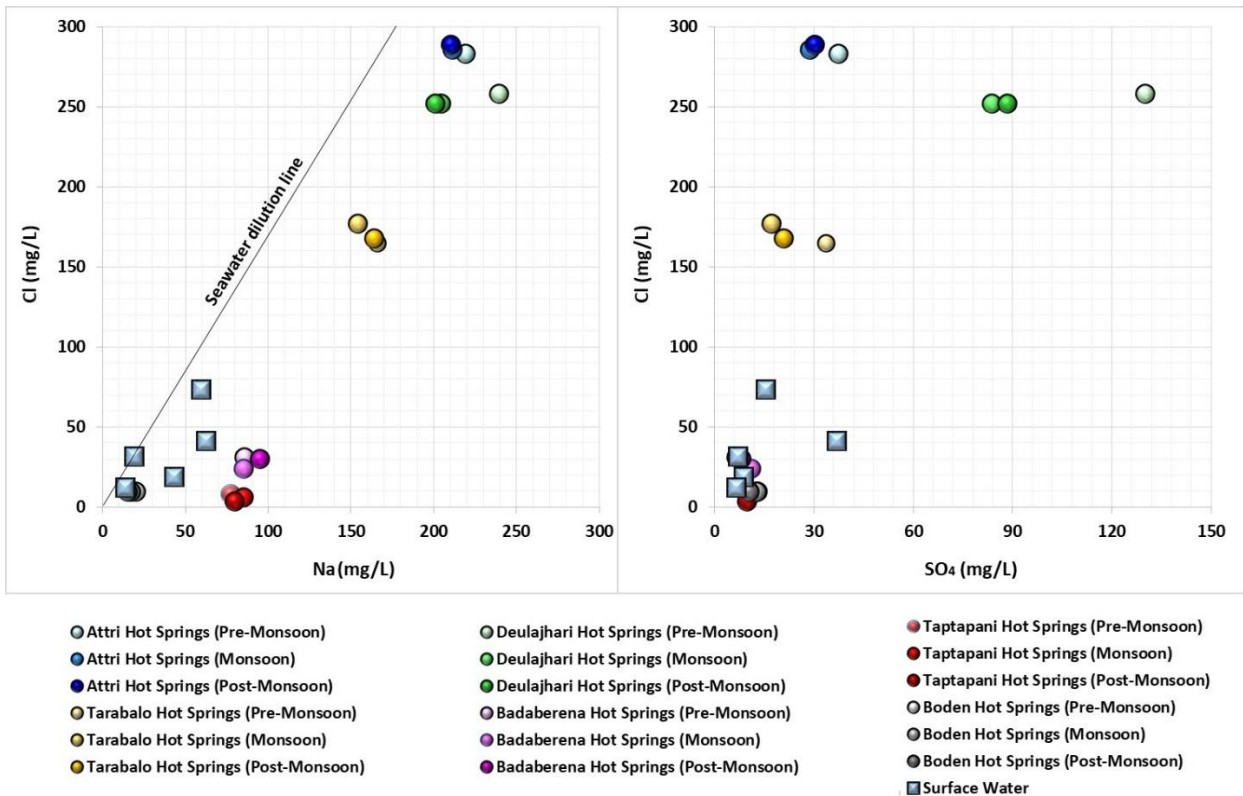 300
250
200
150
100
50
0
Cl (mg/L)
Seawater dilution line
0
50
100
150
200
250
300
Na (mg/L)
300
250
200
150
100
50
0
Cl (mg/L)
0
30
60
90
120
150
SO₄ (mg/L)
Attri Hot Springs (Pre-Monsoon)
Attri Hot Springs (Monsoon)
Attri Hot Springs (Post-Monsoon)
Tarabalo Hot Springs (Pre-Monsoon)
Tarabalo Hot Springs (Monsoon)
Tarabalo Hot Springs (Post-Monsoon)
Deulajhari Hot Springs (Pre-Monsoon)
Deulajhari Hot Springs (Monsoon)
Deulajhari Hot Springs (Post-Monsoon)
Badaberena Hot Springs (Pre-Monsoon)
Badaberena Hot Springs (Monsoon)
Badaberena Hot Springs (Post-Monsoon)
Taptapani Hot Springs (Pre-Monsoon)
Taptapani Hot Springs (Monsoon)
Taptapani Hot Springs (Post-Monsoon)
Boden Hot Springs (Pre-Monsoon)
Boden Hot Springs (Monsoon)
Boden Hot Springs (Post-Monsoon)
Surface Water